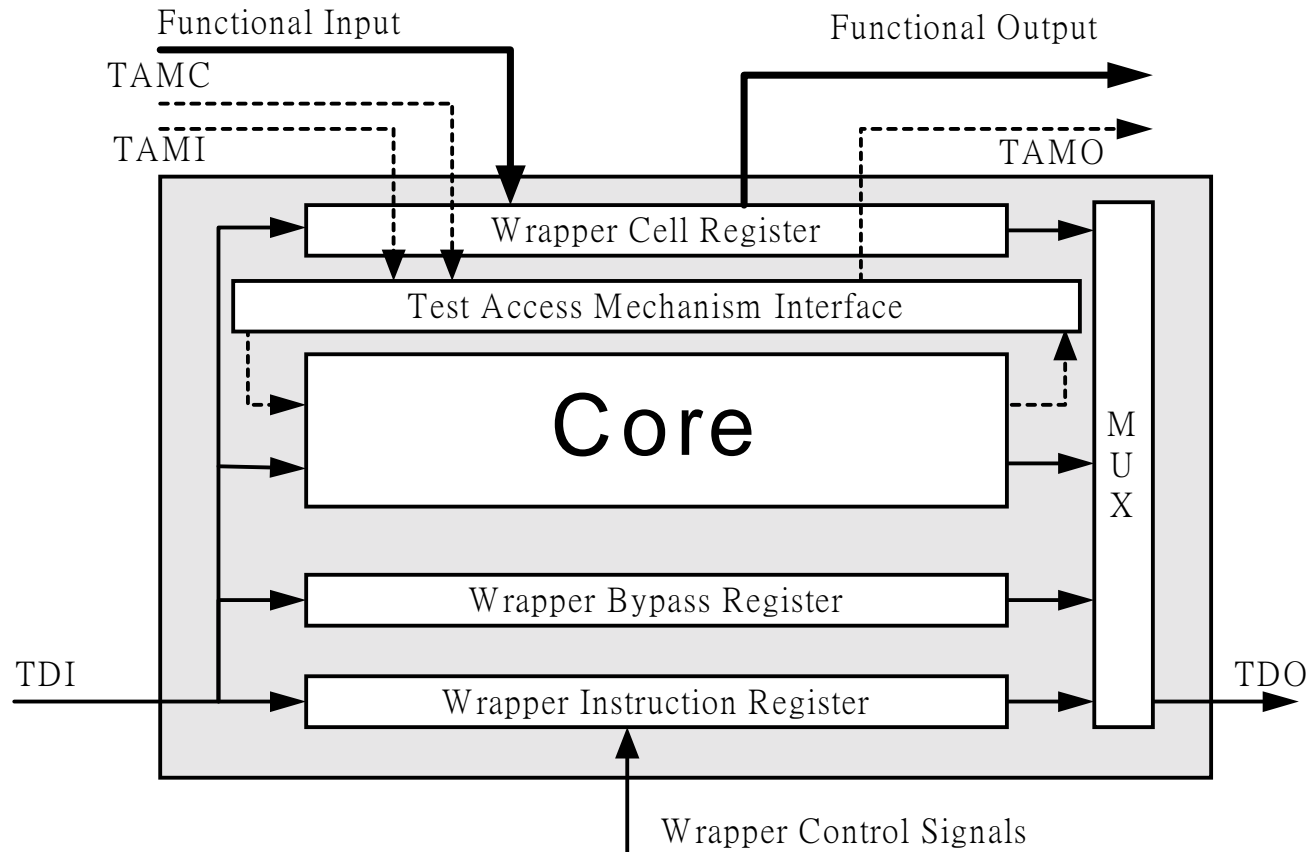 Functional Input
Functional Output
TAMC
TAMI
TAMO
Wrapper Cell Register
Test Access Mechanism Interface
Core
M
U
X
Wrapper Bypass Register
TDI
TDO
Wrapper Instruction Register
Wrapper Control Signals